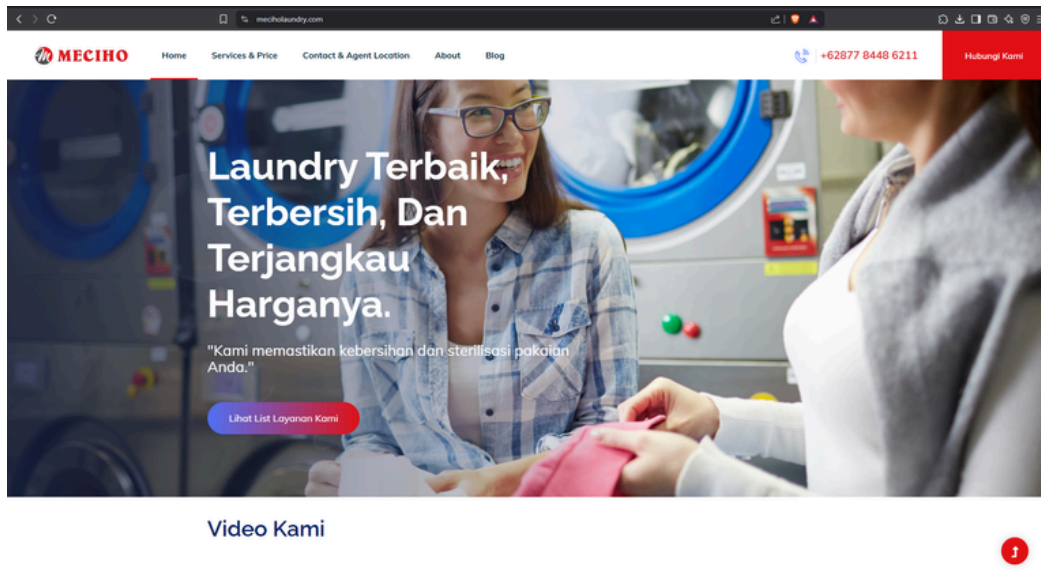 mecholaundry.com
MECIHO
Home
Services & Price
Contact & Agent Location
About
Blog
+62877 8448 6211
Hubungi Kami
Laundry Terbaik,
Terbersih, Dan
Terjangkau
Harganya.
"Kami memastikan kebersihan dan sterilisasi pakaian
Anda."
Lihat List Layanan Kami
Video Kami